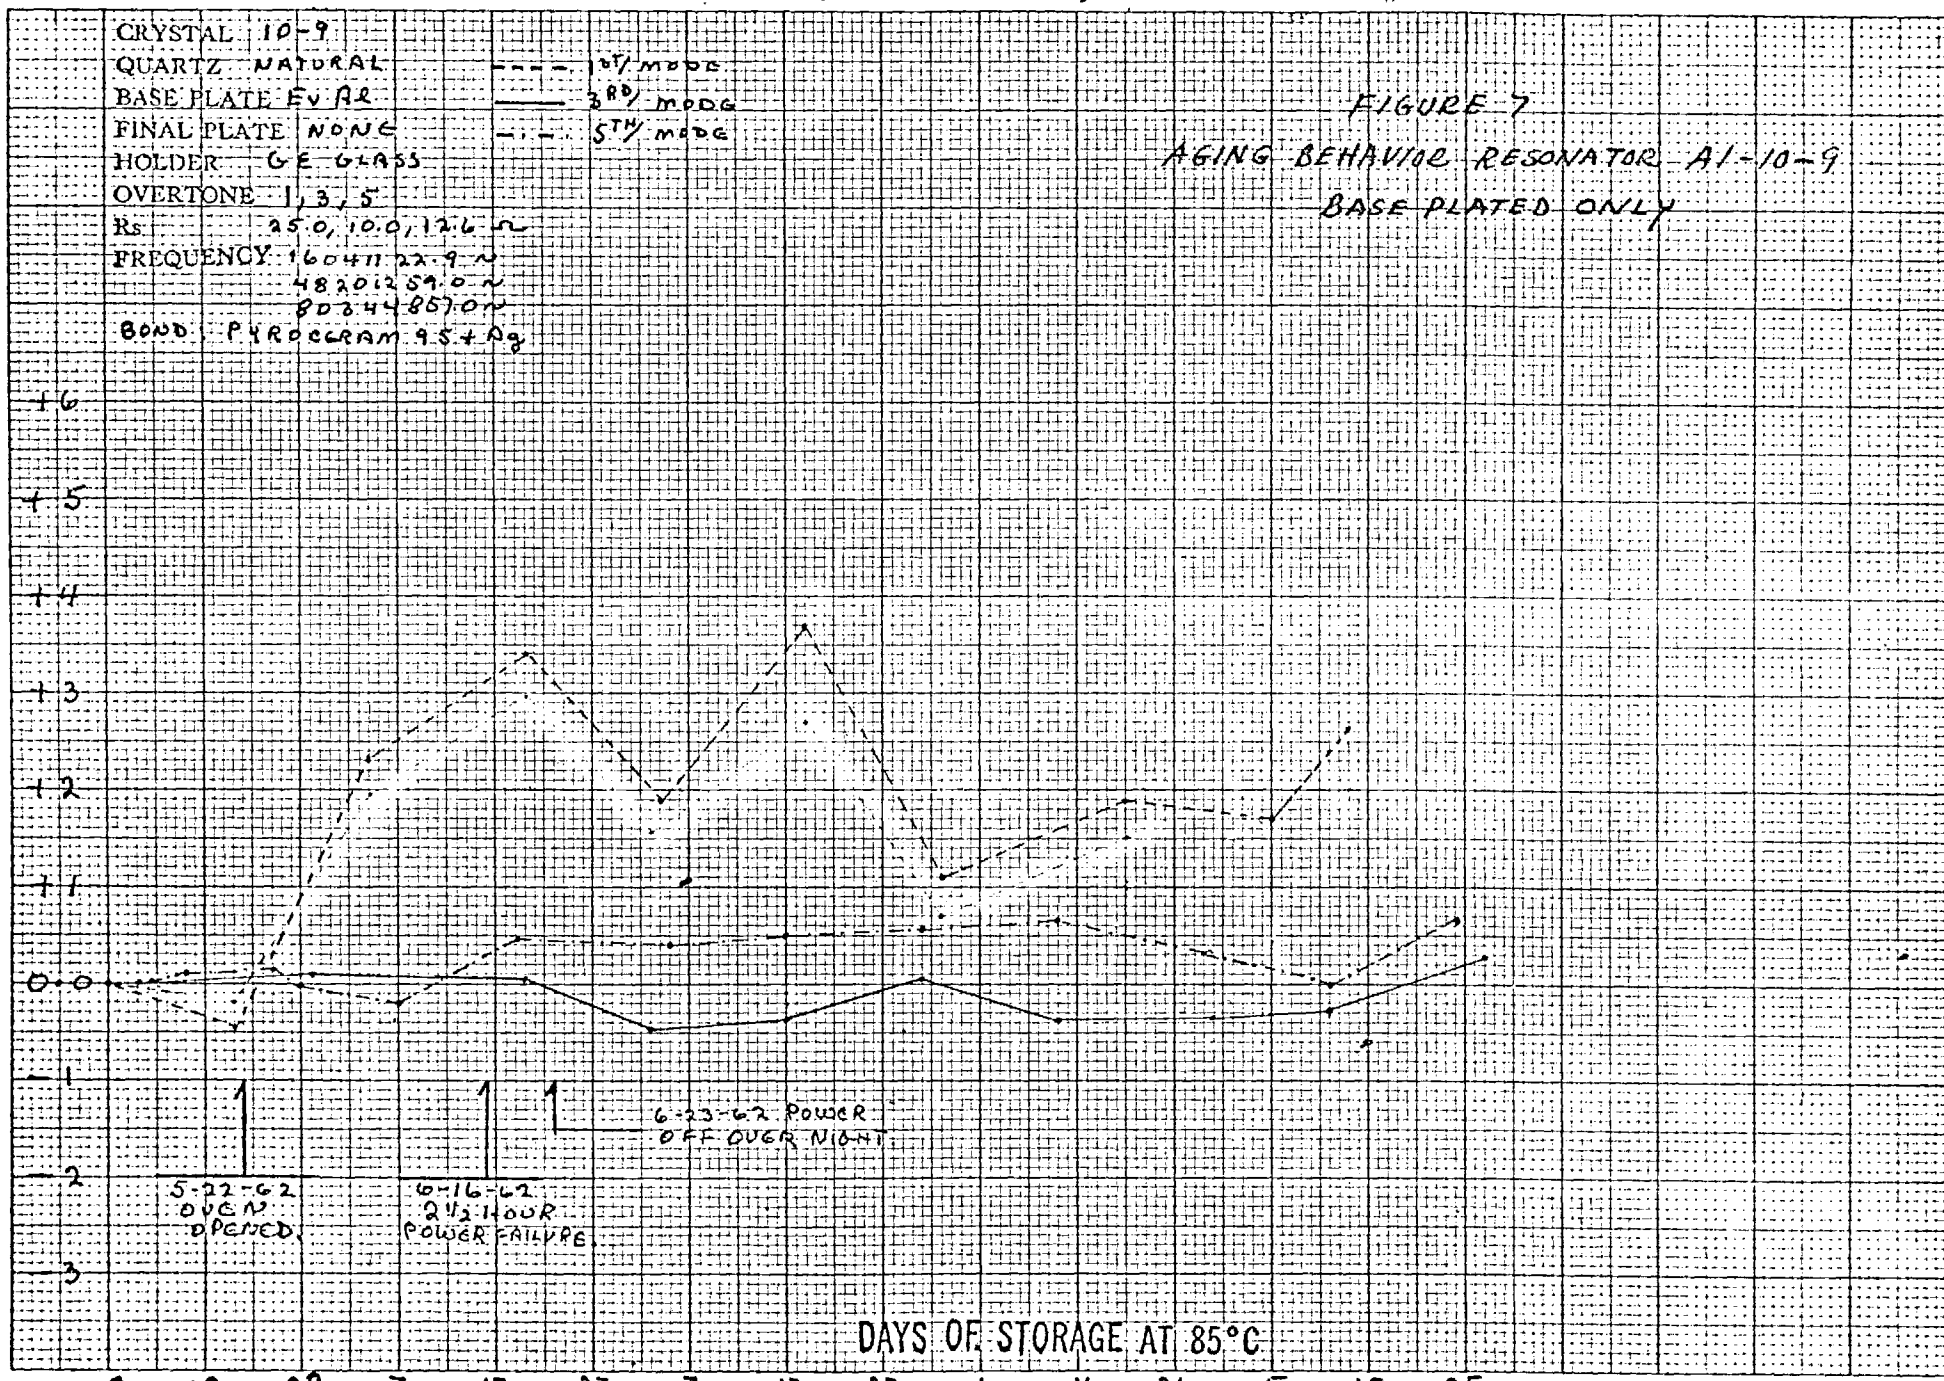 CRYSTAL 10-9
QUARTZ NATURAL
BASE PLATE EV Al
FINAL PLATE NONE
HOLDER GE GLASS
OVERTONE 1, 3, 5
Rs 25.0, 10.0, 12.6 Ω
FREQUENCY 16041122.9 ~
48201259.0 ~
80344857.0 ~
BOND: PYROCERAM 95 + Ag
1ST/ MODE
3RD/ MODE
5TH/ MODE
FIGURE 7
AGING BEHAVIOR RESONATOR A1-10-9
BASE PLATED ONLY
+6
+5
+4
+3
+2
+1
0.0
-1
-2
-3
5-22-62
OVEN
OPENED.
6-16-62
2 1/2 HOUR
POWER FAILURE.
6-23-62 POWER
OFF OVER NIGHT.
DAYS OF STORAGE AT 85°C